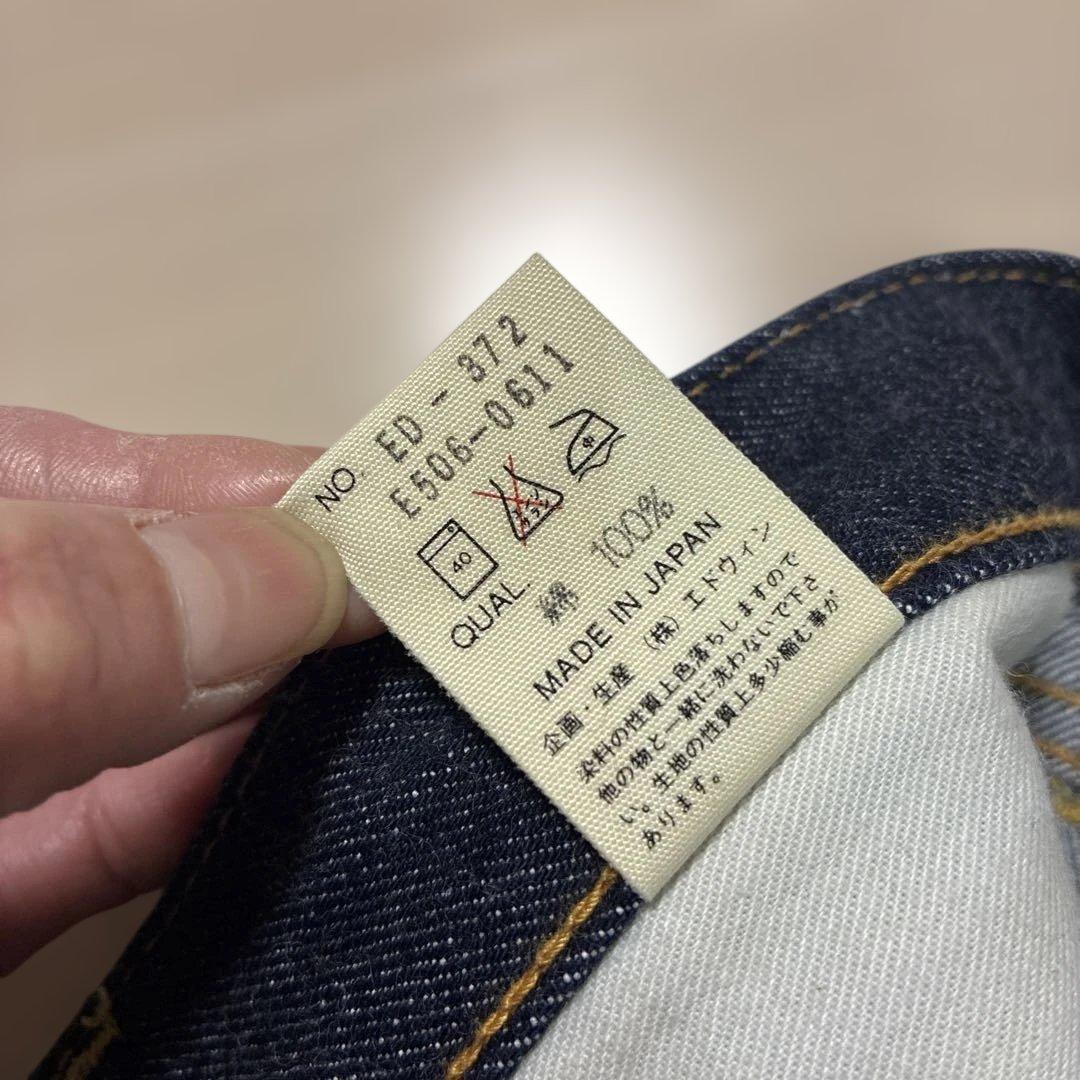 NO. ED-872
E506-0611
40
中
QUAL.
綿 100%
MADE IN JAPAN
企画・生産 (株)エドウィン
染料の性質上色落ちしますので
他の物と一緒に洗わないで下さ
い。生地の性質上多少縮む事が
あります。